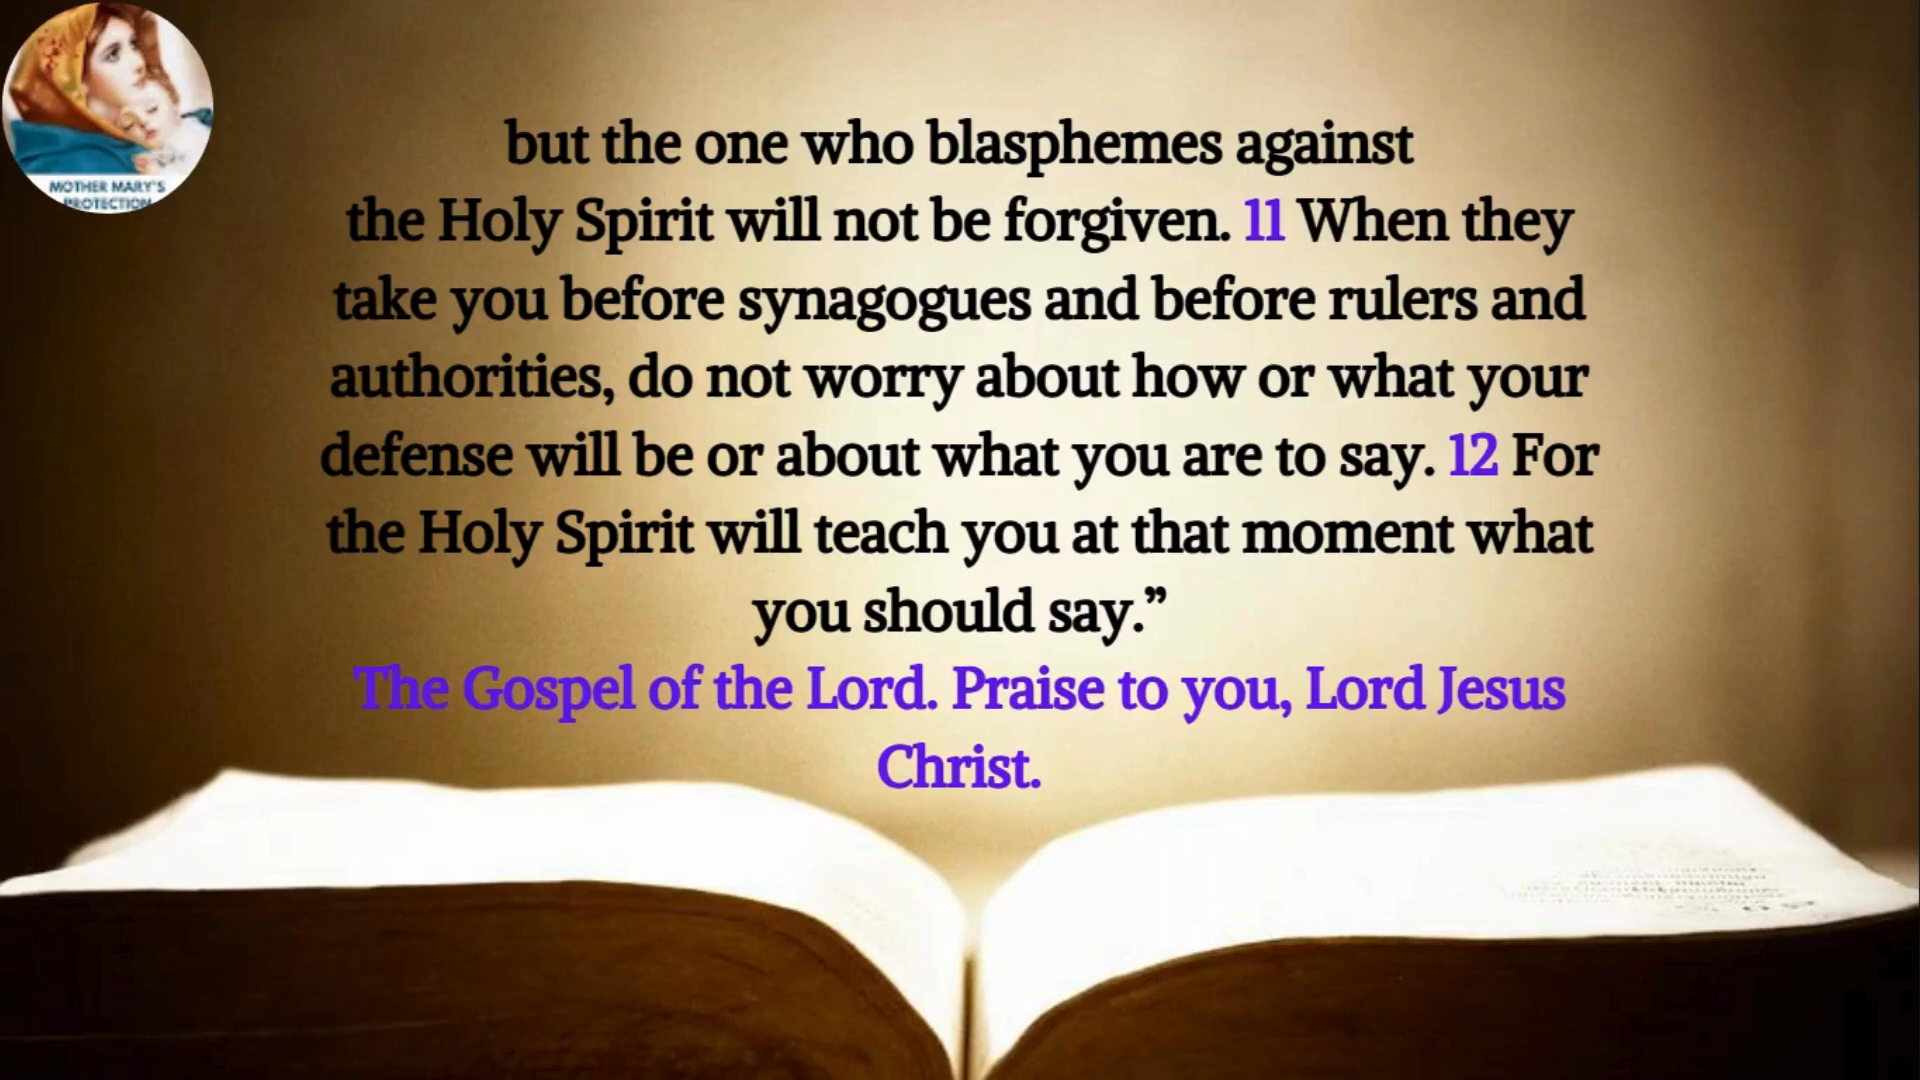 MOTHER MARY'S
PROTECTION
but the one who blasphemes against
the Holy Spirit will not be forgiven. 11 When they
take you before synagogues and before rulers and
authorities, do not worry about how or what your
defense will be or about what you are to say. 12 For
the Holy Spirit will teach you at that moment what
you should say.”
The Gospel of the Lord. Praise to you, Lord Jesus
Christ.